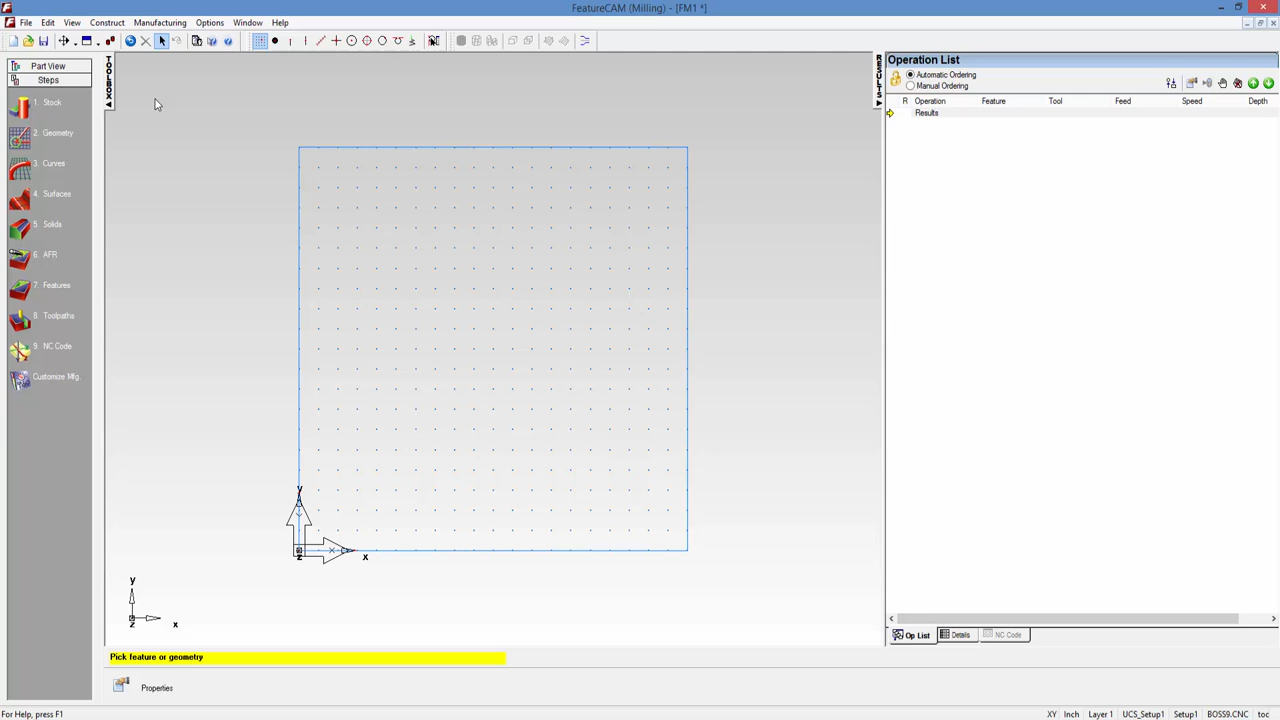 FeatureCAM (Milling) - [FM1 *]
File Edit View Construct Manufacturing Options Window Help
Part View
Steps
1. Stock
2. Geometry
3. Curves
4. Surfaces
5. Solids
6. AFR
7. Features
8. Toolpaths
9. NC Code
Customize Mfg.
TOOLBOX
RESULTS
y
z
x
y
z
x
Pick feature or geometry
Properties
Operation List
Automatic Ordering
Manual Ordering
R Operation Feature Tool Feed Speed Depth
Results
Op List Details NC Code
For Help, press F1
XY Inch Layer 1 UCS_Setup1 Setup1 BOSS9.CNC toc